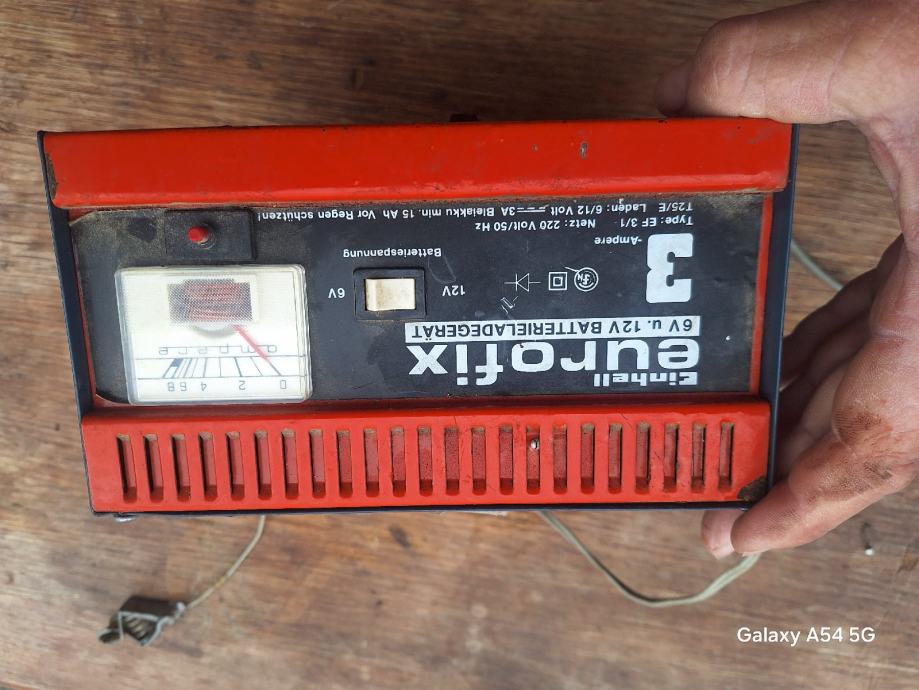 Einhell
eurofix
6V u. 12V BATTERIELADEGERÄT
3
-Ampere
Type: EF 3/1 Netz: 220 Volt/50 Hz
T25/E Laden: 6/12 Volt 3A Bleiakku min. 15 Ah Vor Regen schützen!
12V 6V
Batteriespannung
0 2 4 6 8
ampere
Galaxy A54 5G